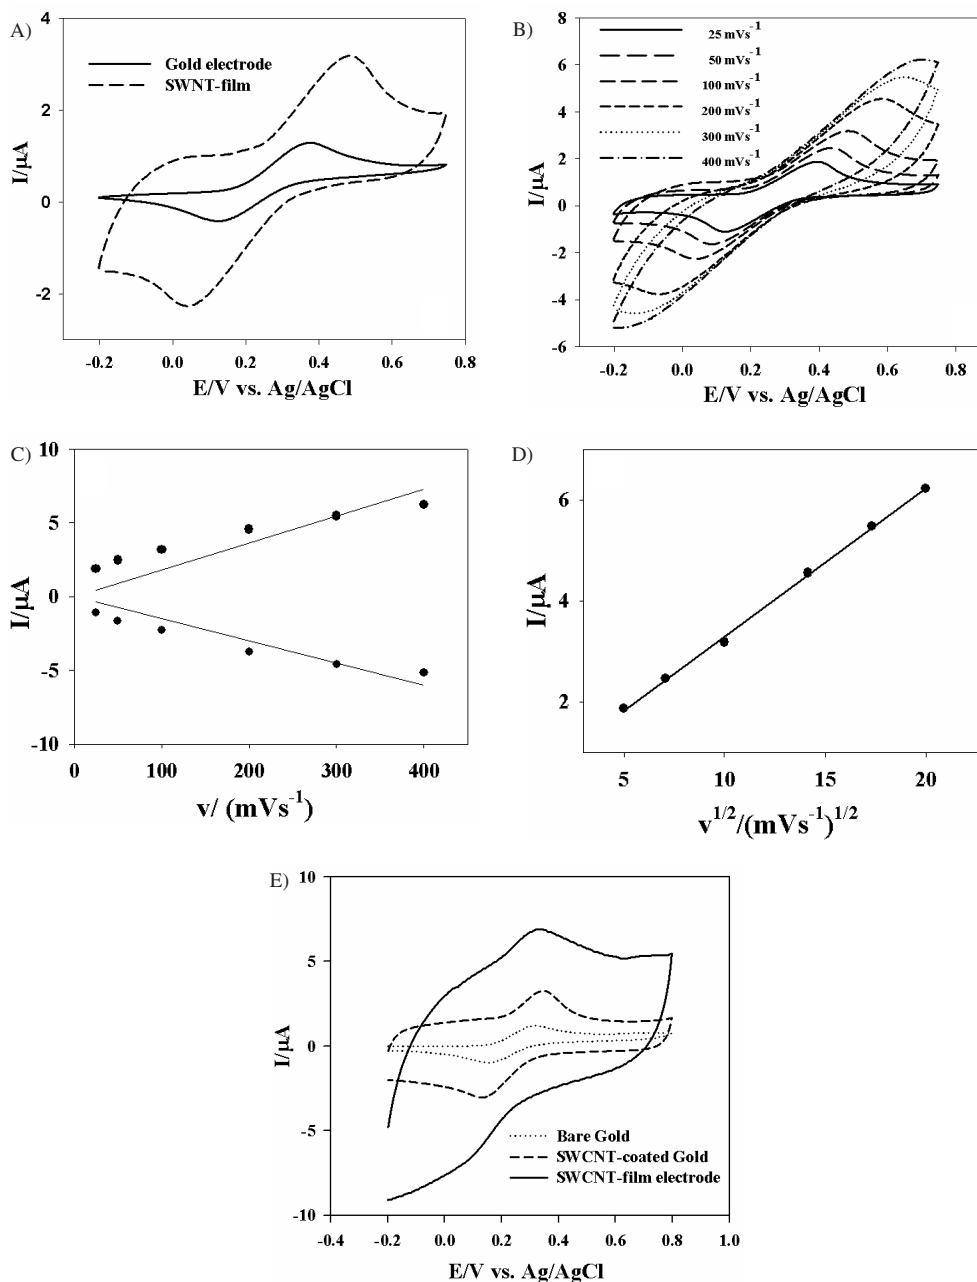 A)
4
2
0
-2
I/μA
Gold electrode
SWNT-film
-0.2
0.0
0.2
0.4
0.6
0.8
E/V vs. Ag/AgCl
B)
8
6
4
2
0
-2
-4
-6
I/μA
25 mVs-1
50 mVs-1
100 mVs-1
200 mVs-1
300 mVs-1
400 mVs-1
-0.2
0.0
0.2
0.4
0.6
0.8
E/V vs. Ag/AgCl
C)
10
5
0
-5
-10
I/μA
0
100
200
300
400
v/ (mVs-1)
D)
6
4
2
I/μA
5
10
15
20
v1/2/(mVs-1)1/2
E)
10
5
0
-5
-10
I/μA
Bare Gold
SWCNT-coated Gold
SWCNT-film electrode
-0.4
-0.2
0.0
0.2
0.4
0.6
0.8
1.0
E/V vs. Ag/AgCl